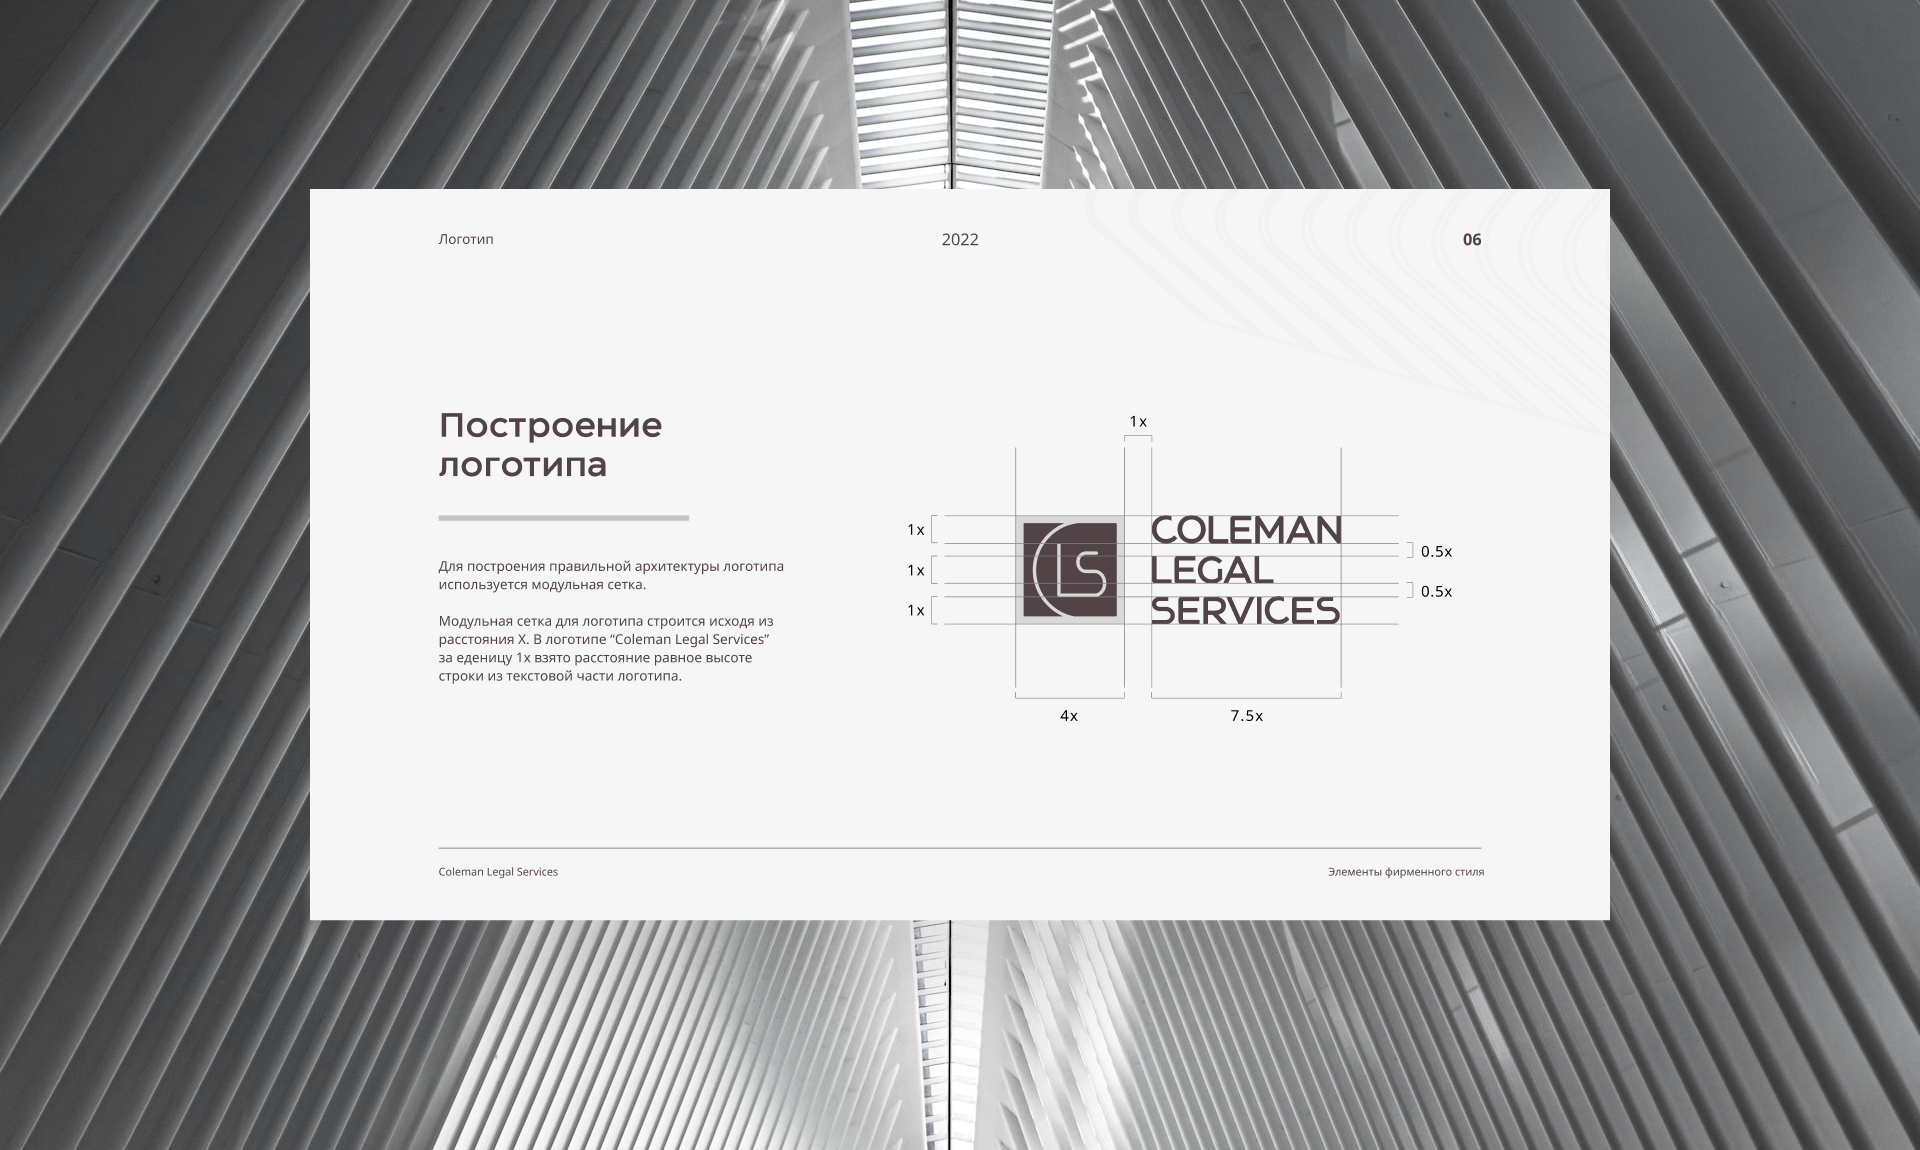 Логотип
2022
06
Построение
логотипа
Для построения правильной архитектуры логотипа
используется модульная сетка.
Модульная сетка для логотипа строится исходя из
расстояния X. В логотипе “Coleman Legal Services”
за еденицу 1x взято расстояние равное высоте
строки из текстовой части логотипа.
1x
1x
1x
1x
LS
COLEMAN
LEGAL
SERVICES
0.5x
0.5x
4x
7.5x
Coleman Legal Services
Элементы фирменного стиля